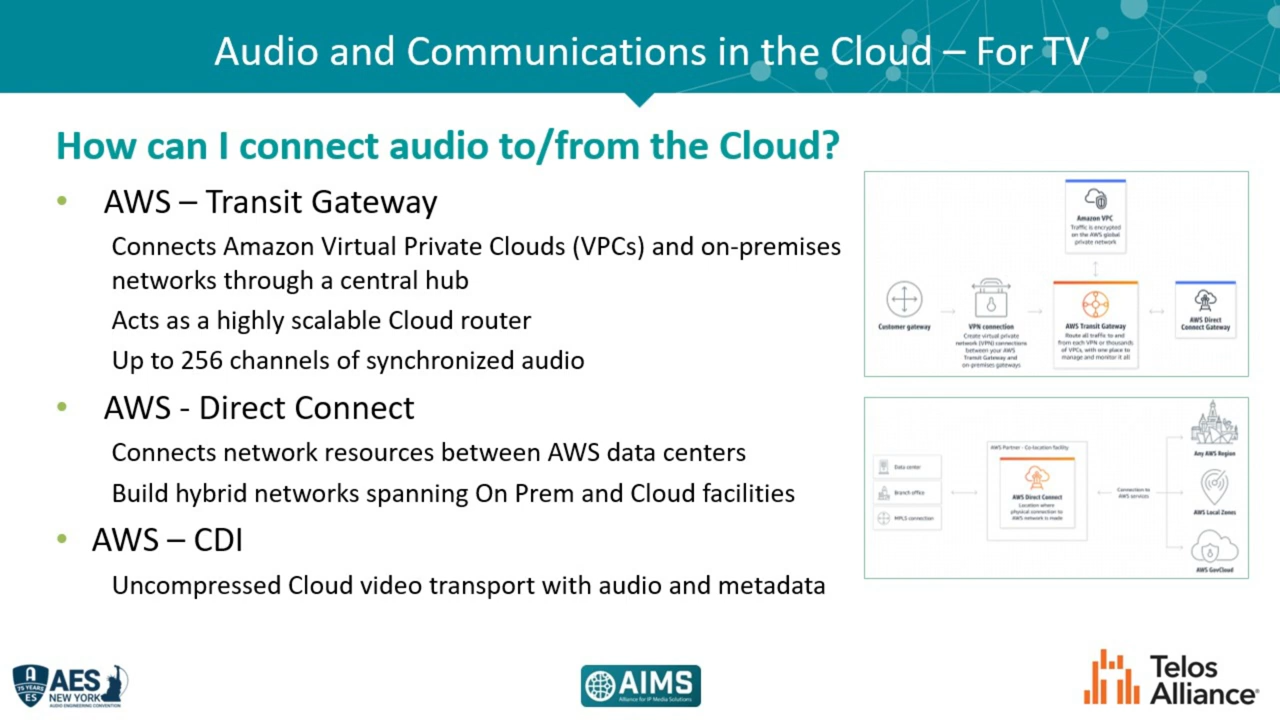 Audio and Communications in the Cloud – For TV
How can I connect audio to/from the Cloud?
• AWS – Transit Gateway
Connects Amazon Virtual Private Clouds (VPCs) and on-premises
networks through a central hub
Acts as a highly scalable Cloud router
Up to 256 channels of synchronized audio
• AWS - Direct Connect
Connects network resources between AWS data centers
Build hybrid networks spanning On Prem and Cloud facilities
• AWS – CDI
Uncompressed Cloud video transport with audio and metadata
Amazon VPC
Traffic is encrypted
on the AWS global
private network
Customer gateway
VPN connection
Create virtual private
network (VPN) connections
between your AWS
Transit Gateway and
on-premises gateways
AWS Transit Gateway
Route all traffic to and
from each VPN or thousands
of VPCs, with one place to
manage and monitor it all
AWS Direct
Connect Gateway
Data center
Branch office
MPLS connection
AWS Partner - Co-location facility
AWS Direct Connect
Location where
physical connection to
AWS network is made
Connection to
AWS services
Any AWS Region
AWS Local Zones
AWS GovCloud
A
75 YEARS
ES
AES
NEW YORK
AUDIO ENGINEERING CONVENTION
AIMS
Alliance for IP Media Solutions
Telos
Alliance®